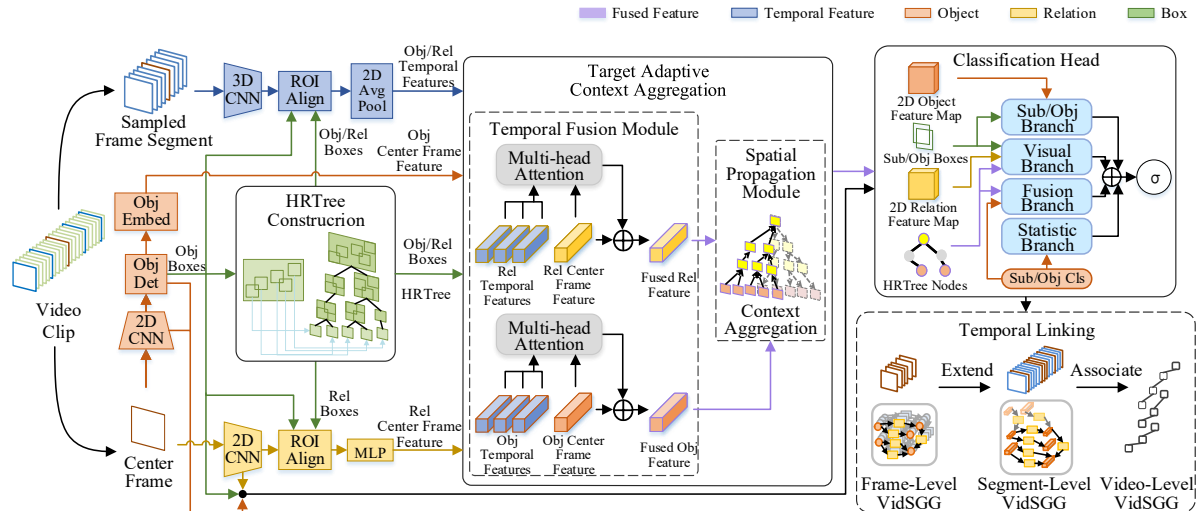 Fused Feature
Temporal Feature
Object
Relation
Box
Sampled
Frame Segment
3D
CNN
ROI
Align
2D
Avg
Pool
Obj/Rel
Temporal
Features
Obj/Rel
Boxes
Obj
Center Frame
Feature
Obj
Embed
Obj
Det
Obj
Boxes
2D
CNN
Video
Clip
Center
Frame
HRTree
Construcrion
Obj/Rel
Boxes
HRTree
Rel
Boxes
2D
CNN
ROI
Align
MLP
Rel
Center Frame
Feature
Target Adaptive
Context Aggregation
Temporal Fusion Module
Multi-head
Attention
Rel
Temporal
Features
Rel Center
Frame
Feature
Fused Rel
Feature
Multi-head
Attention
Obj
Temporal
Features
Obj Center
Frame
Feature
Fused Obj
Feature
Spatial
Propagation
Module
Context
Aggregation
Classification Head
2D Object
Feature Map
Sub/Obj Boxes
2D Relation
Feature Map
HRTree Nodes
Sub/Obj
Branch
Visual
Branch
Fusion
Branch
Statistic
Branch
Sub/Obj Cls
σ
Temporal Linking
Extend
Associate
Frame-Level
VidSGG
Segment-Level
VidSGG
Video-Level
VidSGG